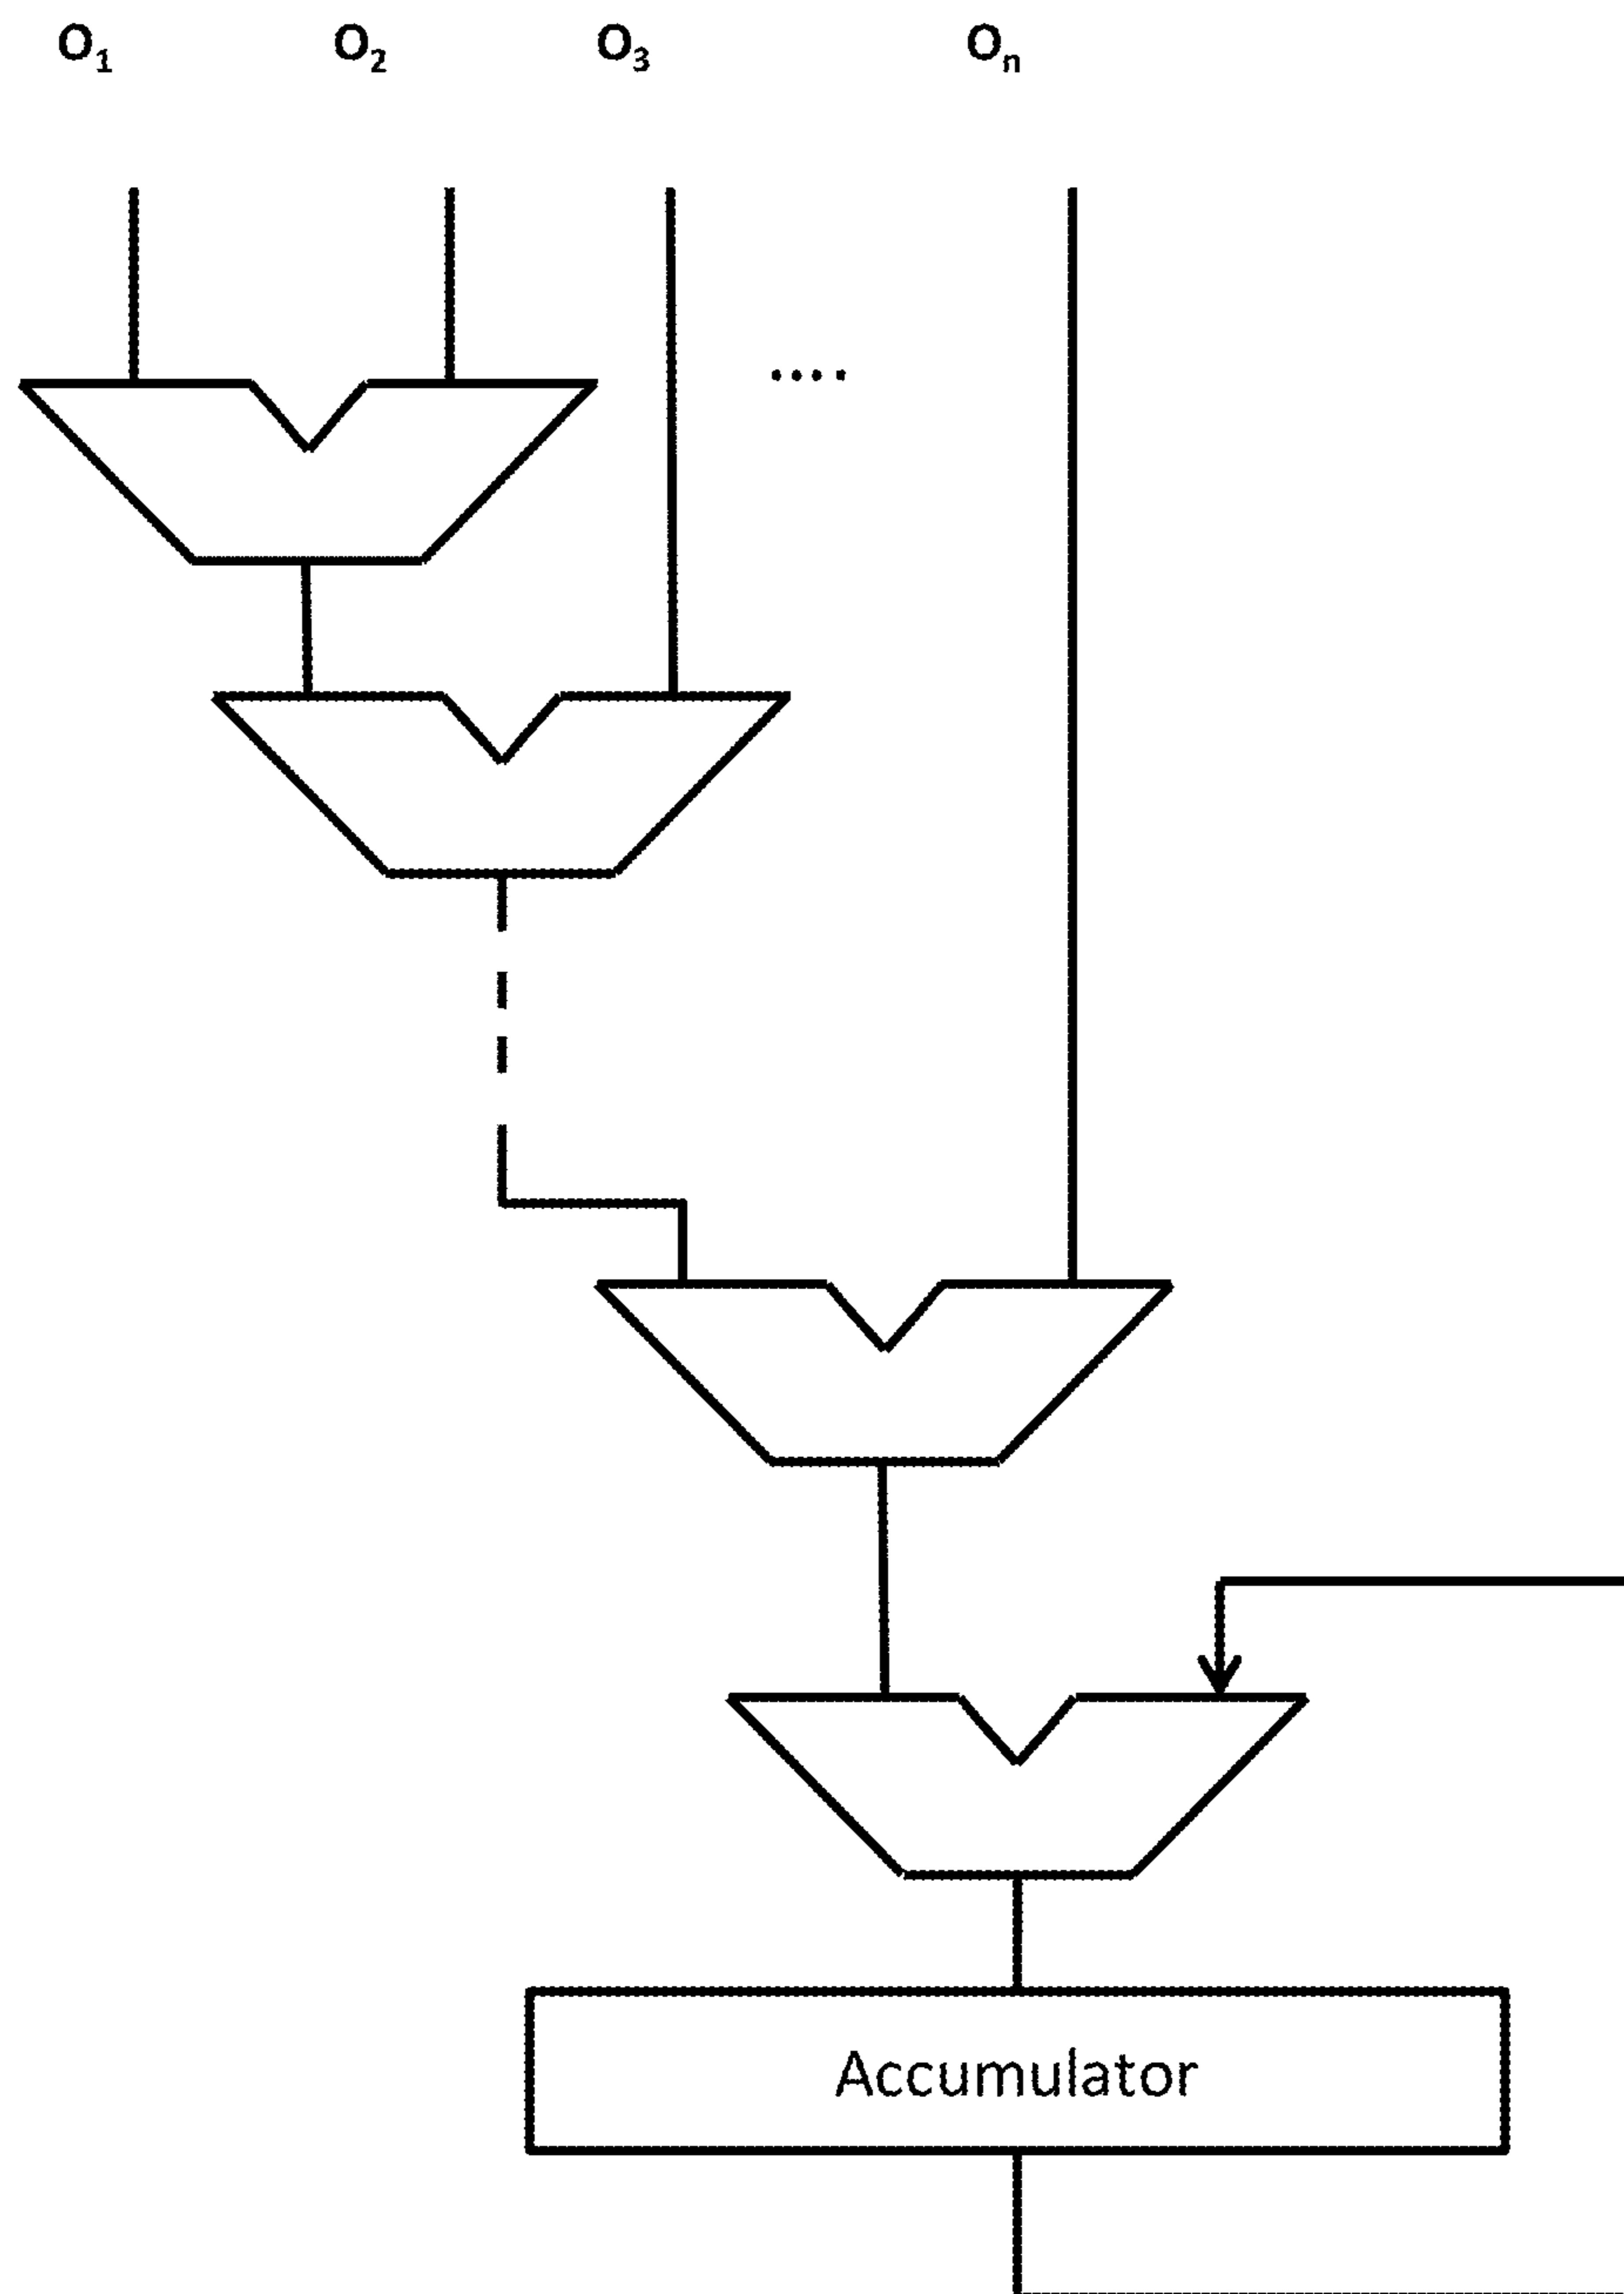 O₁ O₂ O₃ Oₙ
....
Accumulator